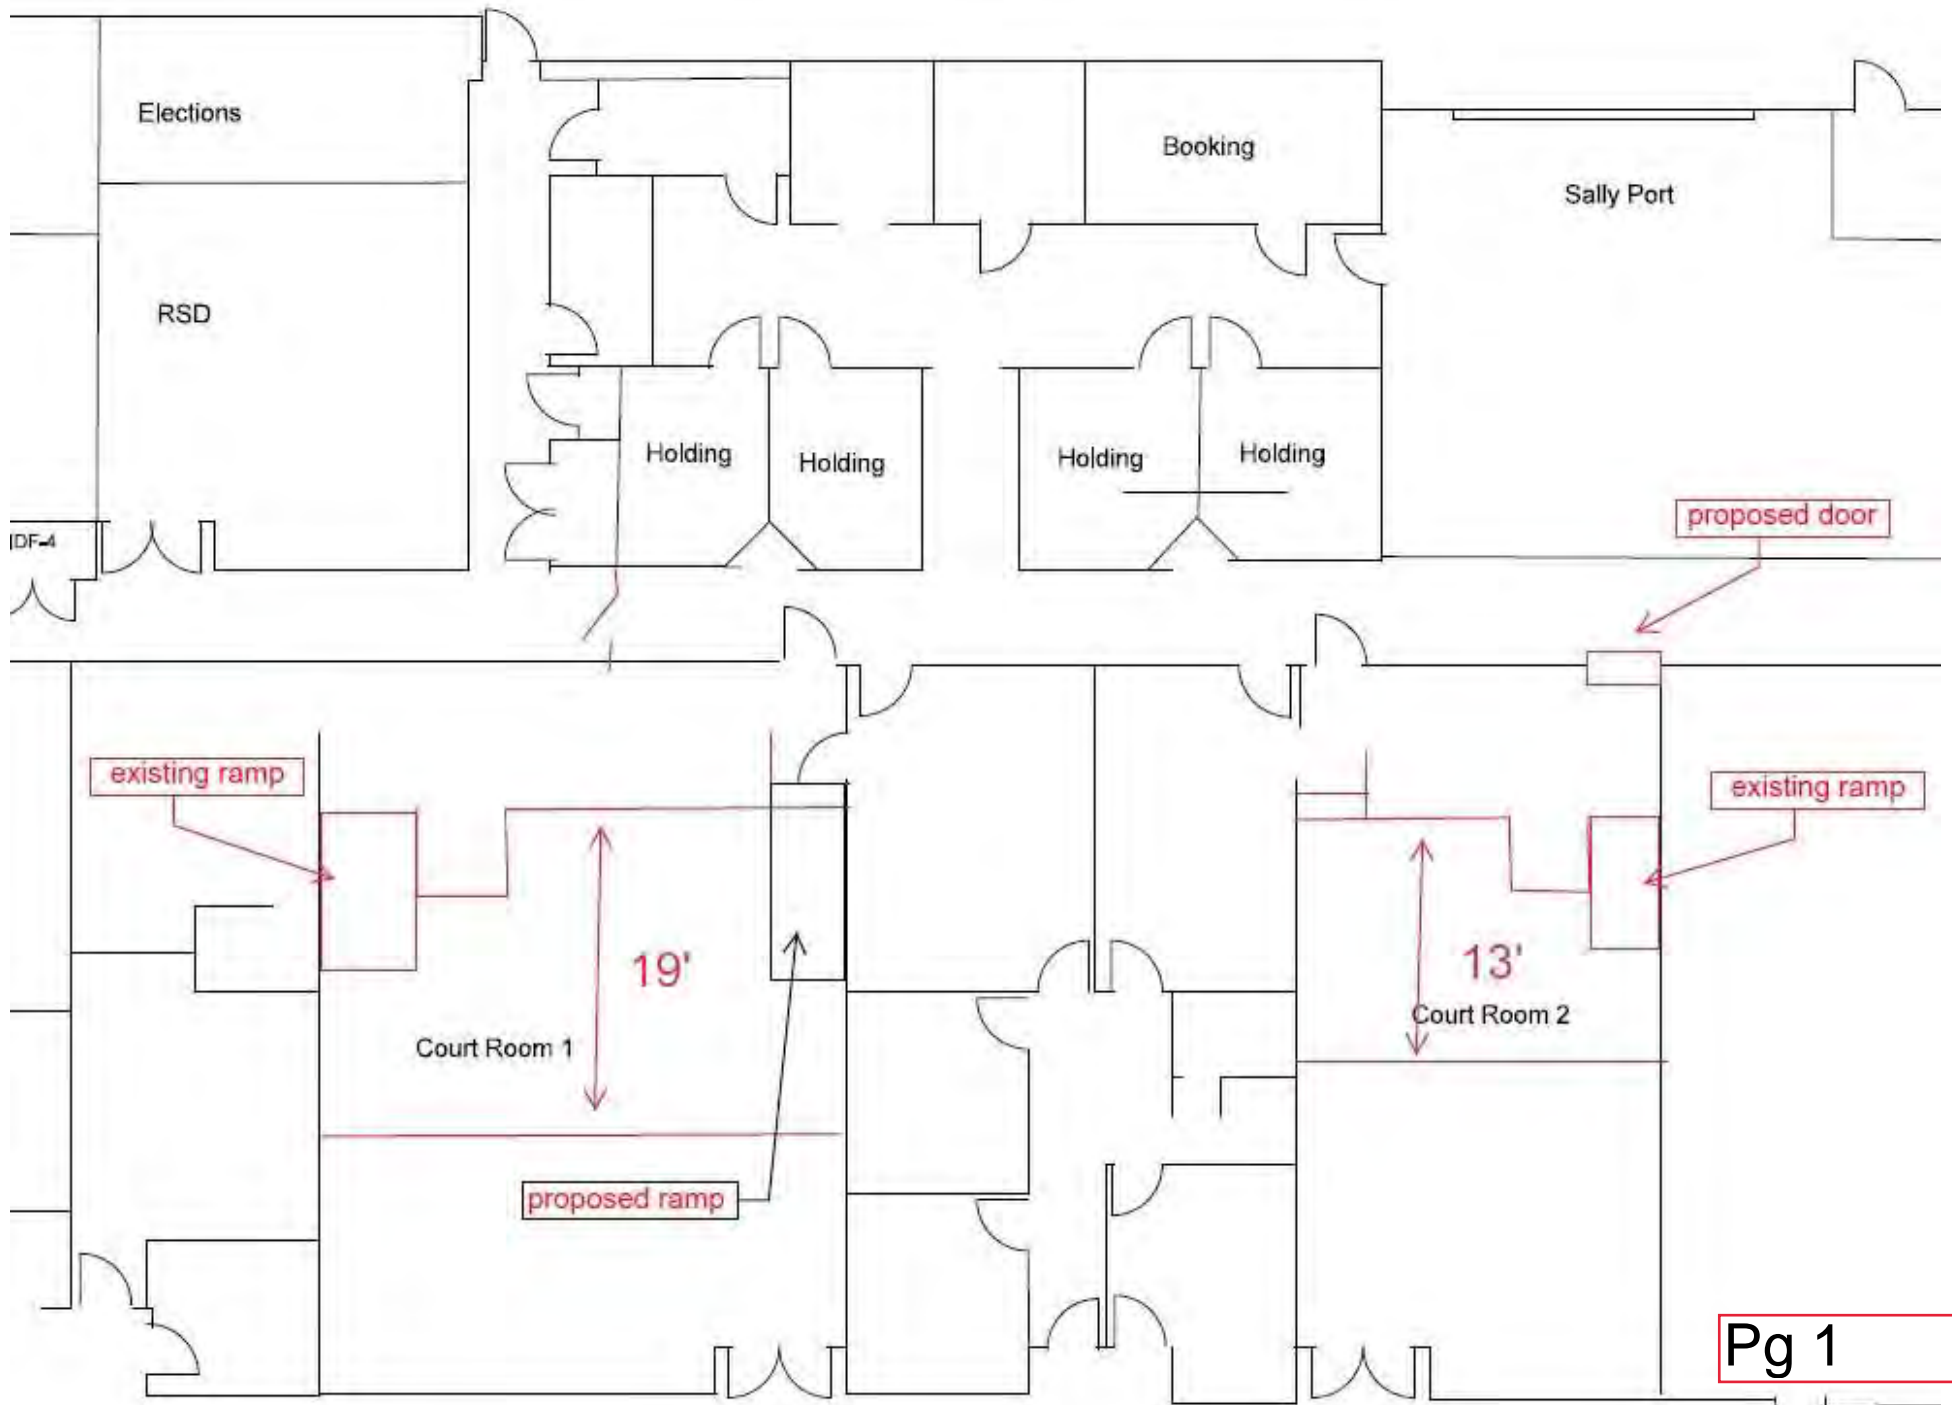 Elections
Booking
Sally Port
RSD
Holding
Holding
Holding
Holding
proposed door
IDF-4
existing ramp
existing ramp
19'
13'
Court Room 2
Court Room 1
proposed ramp
Pg 1